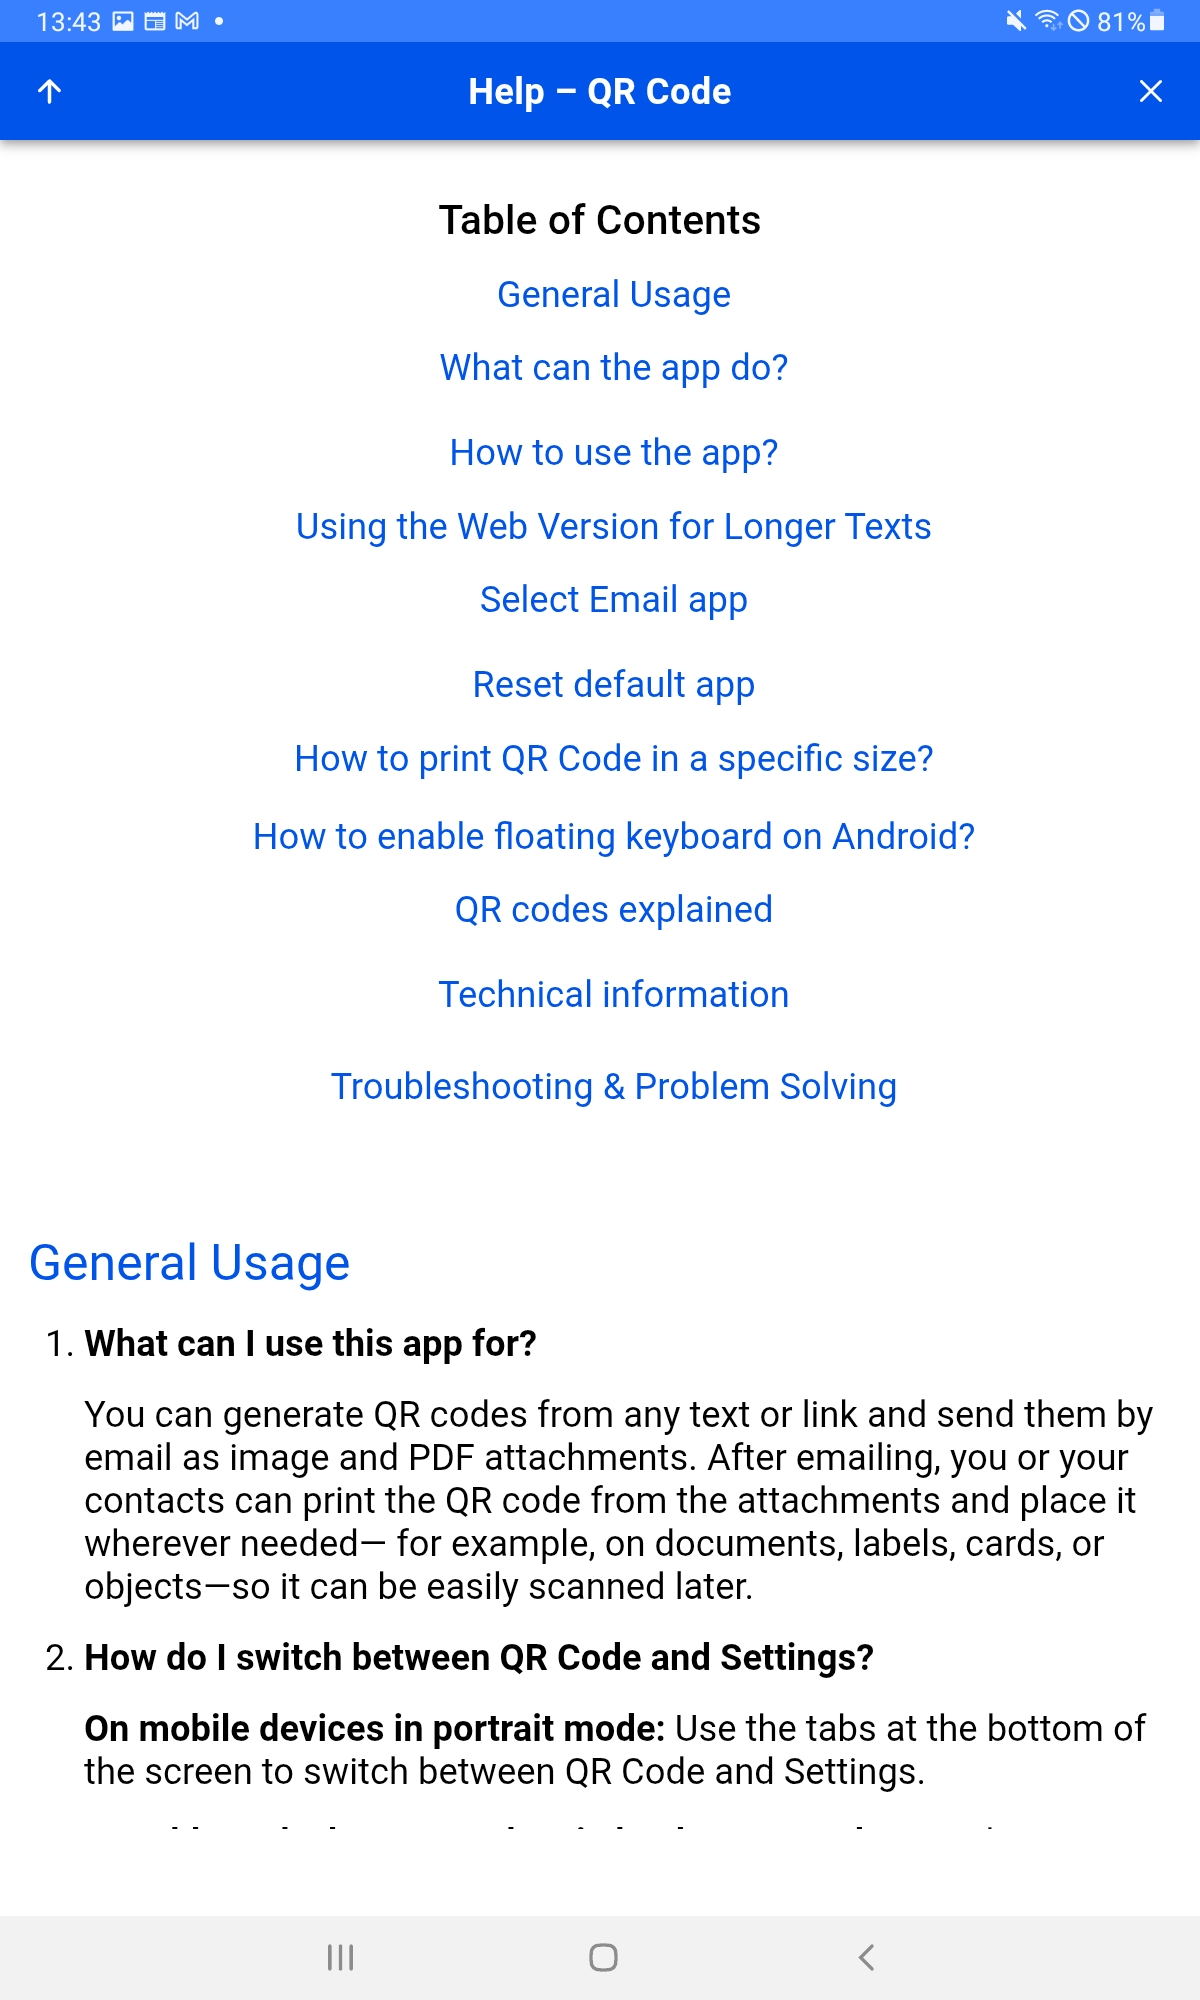 13:43
81%
Help – QR Code
Table of Contents
General Usage
What can the app do?
How to use the app?
Using the Web Version for Longer Texts
Select Email app
Reset default app
How to print QR Code in a specific size?
How to enable floating keyboard on Android?
QR codes explained
Technical information
Troubleshooting & Problem Solving
General Usage
1. What can I use this app for?
You can generate QR codes from any text or link and send them by
email as image and PDF attachments. After emailing, you or your
contacts can print the QR code from the attachments and place it
wherever needed— for example, on documents, labels, cards, or
objects—so it can be easily scanned later.
2. How do I switch between QR Code and Settings?
On mobile devices in portrait mode: Use the tabs at the bottom of
the screen to switch between QR Code and Settings.